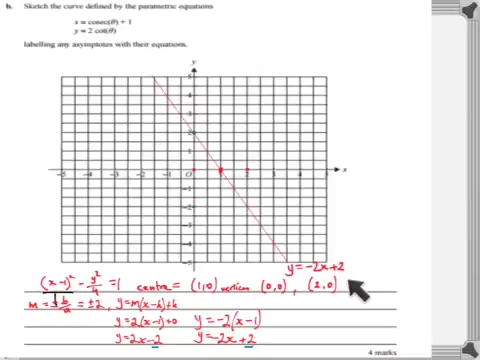 b. Sketch the curve defined by the parametric equations
x = cosec(θ) + 1
y = 2 cot(θ)
labelling any asymptotes with their equations.
y
5
4
3
2
1
-5 -4 -3 -2 -1 O 1 2 3 4 5 x
-1
-2
-3
-4
-5
y=-2x+2
(x-1)² - y²/4 = 1 centre = (1,0) vertices (0,0), (2,0)
m = ±b/a = ±2, y=m(x-h)+k
y=2(x-1)+0 y=-2(x-1)
y=2x-2 y=-2x+2
4 marks